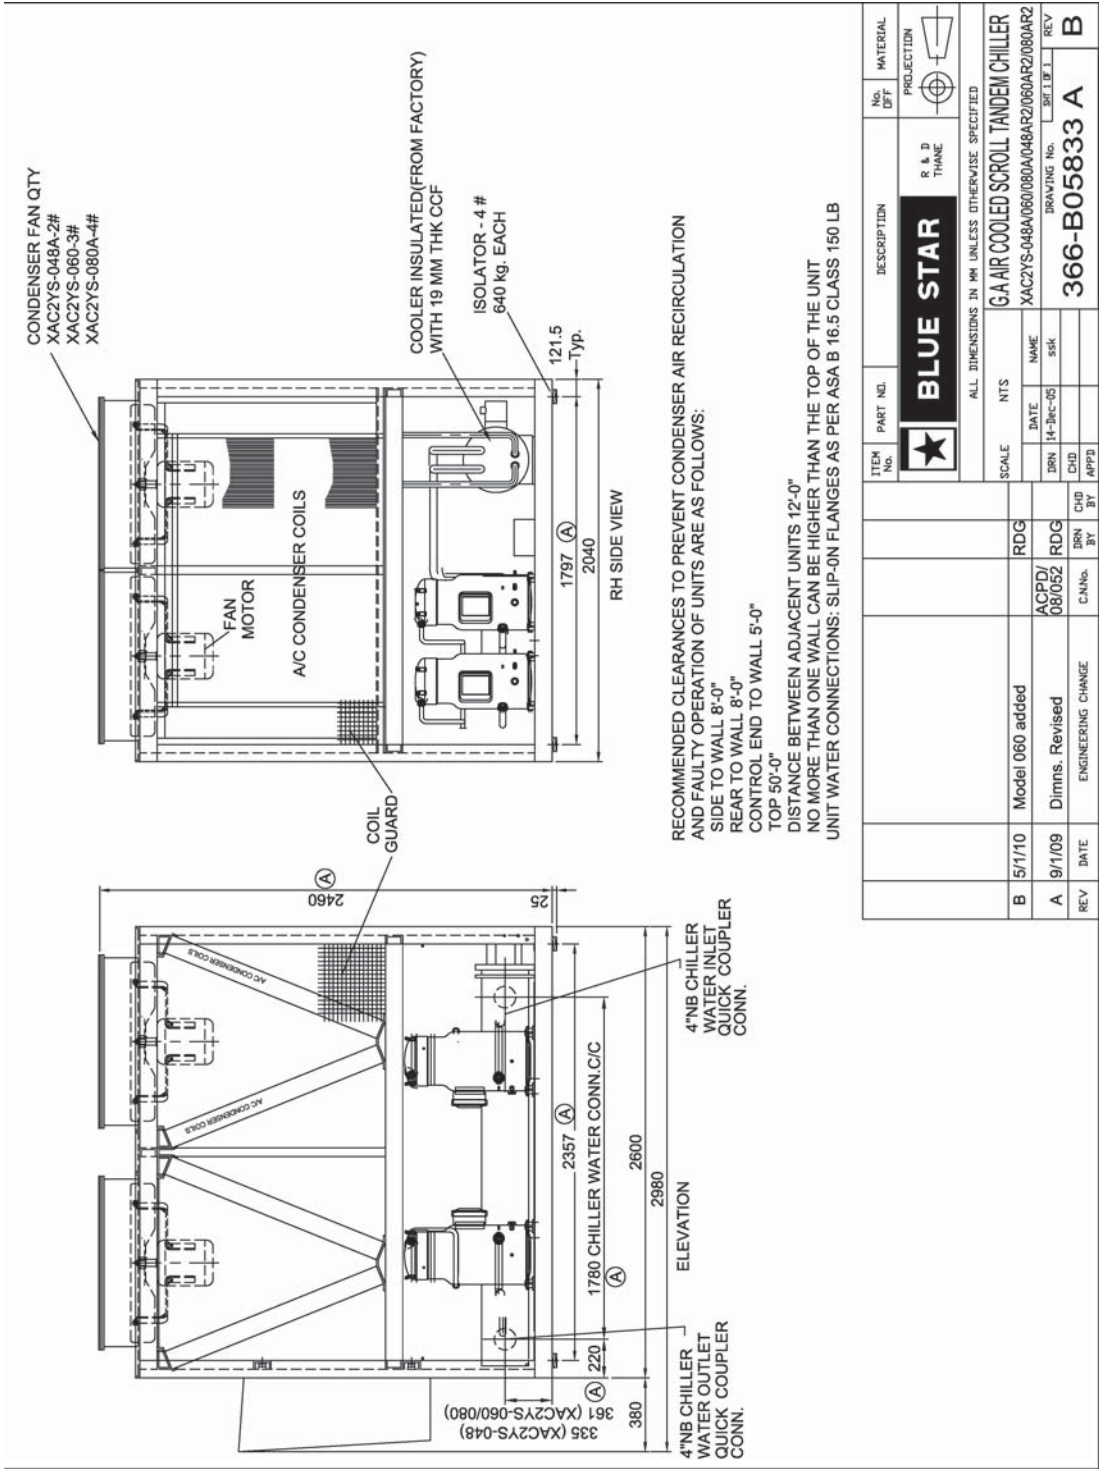 CONDENSER FAN QTY
XAC2YS-048A-2#
XAC2YS-060-3#
XAC2YS-080A-4#
COOLER INSULATED(FROM FACTORY)
WITH 19 MM THK CCF
ISOLATOR - 4 #
640 kg. EACH
FAN
MOTOR
A/C CONDENSER COILS
COIL
GUARD
121.5
Typ.
1797 A
2040
RH SIDE VIEW
A/C CONDENSER COILS
A/C CONDENSER COILS
2460 A
25
2357 A
1780 CHILLER WATER CONN.C/C
A
220
2600
2980
380
A
335 (XAC2YS-048)
361 (XAC2YS-060/080)
ELEVATION
4"NB CHILLER
WATER OUTLET
QUICK COUPLER
CONN.
4"NB CHILLER
WATER INLET
QUICK COUPLER
CONN.
RECOMMENDED CLEARANCES TO PREVENT CONDENSER AIR RECIRCULATION
AND FAULTY OPERATION OF UNITS ARE AS FOLLOWS:
SIDE TO WALL 8'-0"
REAR TO WALL 8'-0"
CONTROL END TO WALL 5'-0"
TOP 50'-0"
DISTANCE BETWEEN ADJACENT UNITS 12'-0"
NO MORE THAN ONE WALL CAN BE HIGHER THAN THE TOP OF THE UNIT
UNIT WATER CONNECTIONS: SLIP-0N FLANGES AS PER ASA B 16.5 CLASS 150 LB
B 5/1/10 Model 060 added RDG
A 9/1/09 Dimns. Revised ACPD/ 08/052 RDG
REV DATE ENGINEERING CHANGE C.N.No. DRN BY CHD BY
ITEM No. PART NO. DESCRIPTION No. OFF MATERIAL
BLUE STAR
R & D
THANE
PROJECTION
ALL DIMENSIONS IN MM UNLESS OTHERWISE SPECIFIED
SCALE NTS
G.A AIR COOLED SCROLL TANDEM CHILLER
XAC2YS-048A/060/080A/048AR2/060AR2/080AR2
DATE NAME
DRN 14-Dec-05 ssk
CHD
APPD
DRAWING No. SHT 1 OF 1 REV
366-B05833 A B